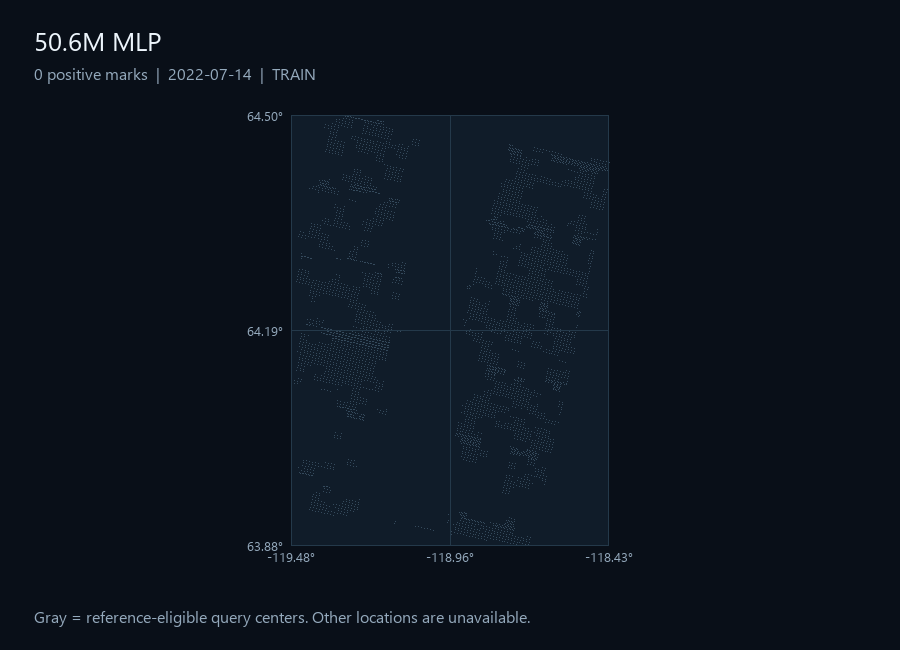 50.6M MLP
0 positive marks | 2022-07-14 | TRAIN
64.50°
64.19°
63.88°
-119.48°
-118.96°
-118.43°
Gray = reference-eligible query centers. Other locations are unavailable.